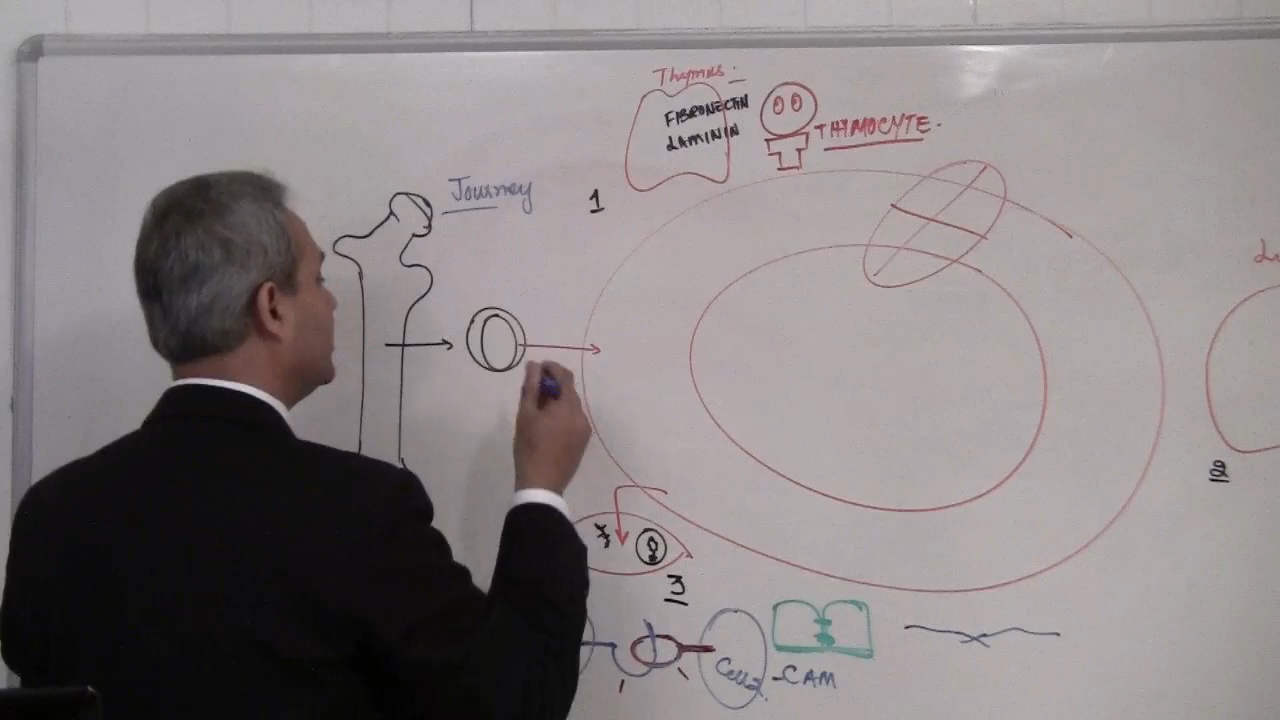 Thymus -
FIBRONECTIN
LAMININ
THYMOCYTE.
Journey
1
2
3
Cell2
-CAM